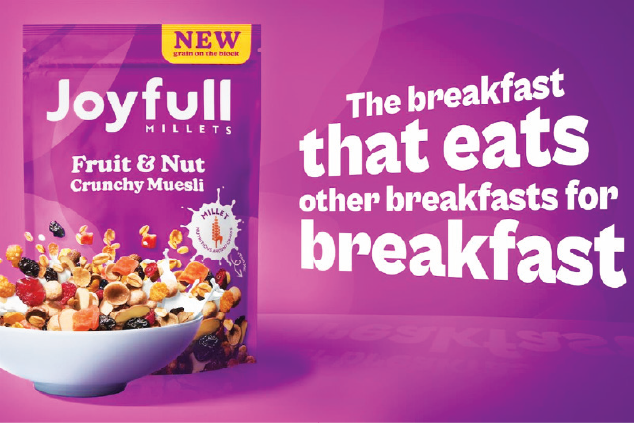 NEW
grain on the block
Joyfull
MILLETS
Fruit & Nut
Crunchy Muesli
MILLET
The breakfast
that eats
other breakfasts for
breakfast